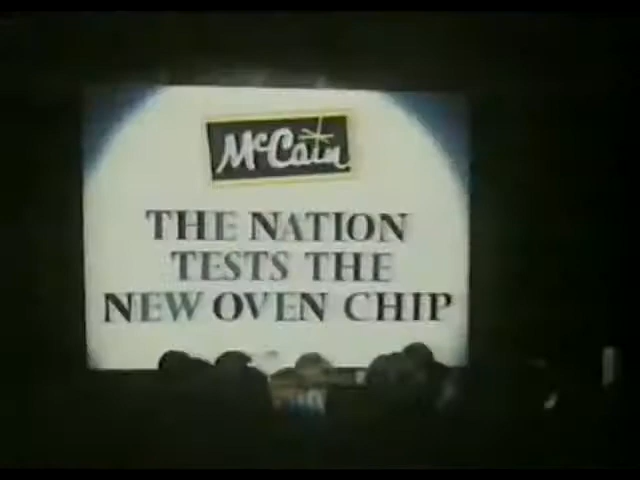 McCain
THE NATION
TESTS THE
NEW OVEN CHIP